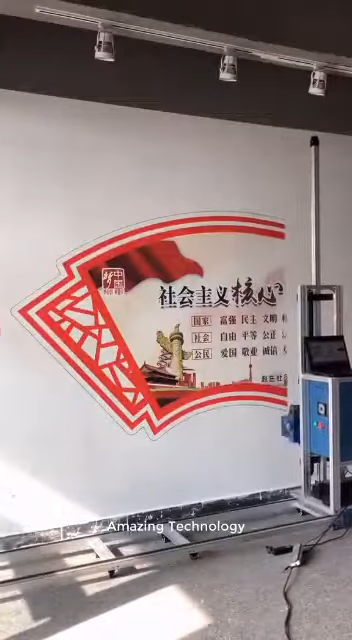 中国梦
社会主义核心
国家 富强 民主 文明
社会 自由 平等 公正
公民 爱国 敬业 诚信
Amazing Technology